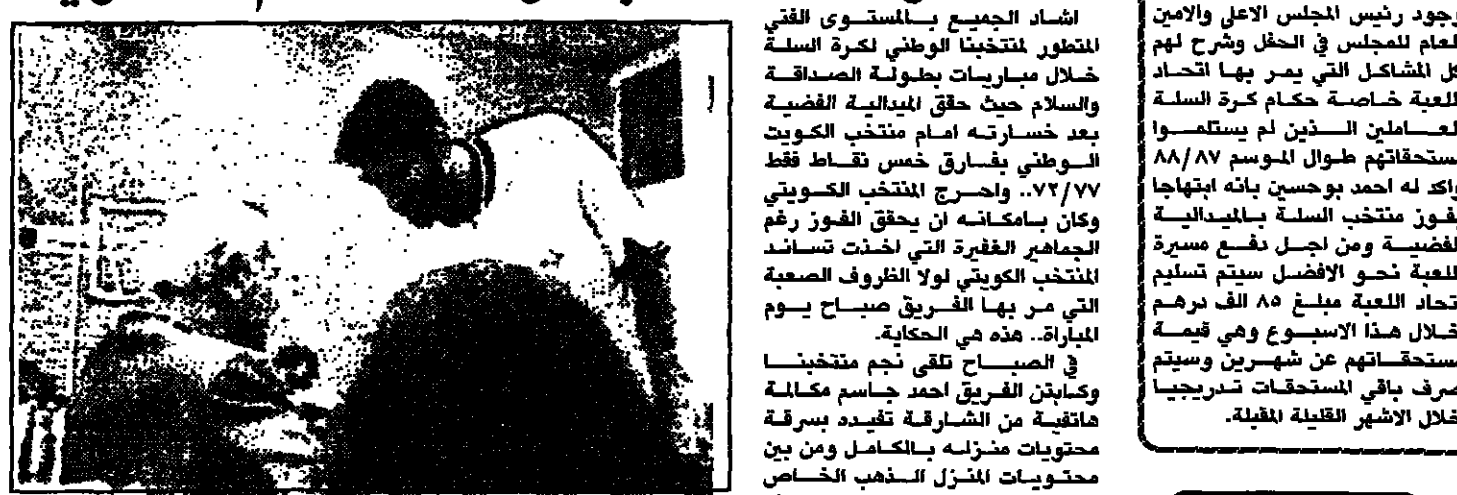 وجود رئيس المجلس الاعلى والامين
لعام للمجلس في الحفل وشرح لهم
كل المشاكل التي يمر بها اتحاد
للعبة خاصة حكام كرة السلة
لعاملين الذين لم يستلموا
مستحقاتهم طوال الموسم ٨٨/٨٧
واكد له احمد بوحسين بانه ابتهاجا
بفوز منتخب السلة بالميدالية
لفضية ومن اجل دفع مسيرة
للعبة نحو الافضل سيتم تسليم
تحاد اللعبة مبلغ ٨٥ الف درهم
خلال هذا الاسبوع وهي قيمة
مستحقاتهم عن شهرين وسيتم
صرف باقي المستحقات تدريجيا
خلال الاشهر القليلة المقبلة.
اشاد الجميع بالمستوى الفني
المتطور لمنتخبنا الوطني لكرة السلة
خلال مباريات بطولة الصداقة
والسلام حيث حقق الميدالية الفضية
بعد خسارته امام منتخب الكويت
الوطني بفارق خمس نقاط فقط
٧٢/٧٧.. واحرج المنتخب الكويتي
وكان بامكانه ان يحقق الفوز رغم
الجماهير الغفيرة التي اخذت تساند
المنتخب الكويتي لولا الظروف الصعبة
التي مر بها الفريق صباح يوم
المباراة.. هذه هي الحكاية.
في الصباح تلقى نجم منتخبنا
وكابتن الفريق احمد جاسم مكالمة
هاتفية من الشارقة تفيد بسرقة
محتويات منزله بالكامل ومن بين
محتويات المنزل الذهب الخاص